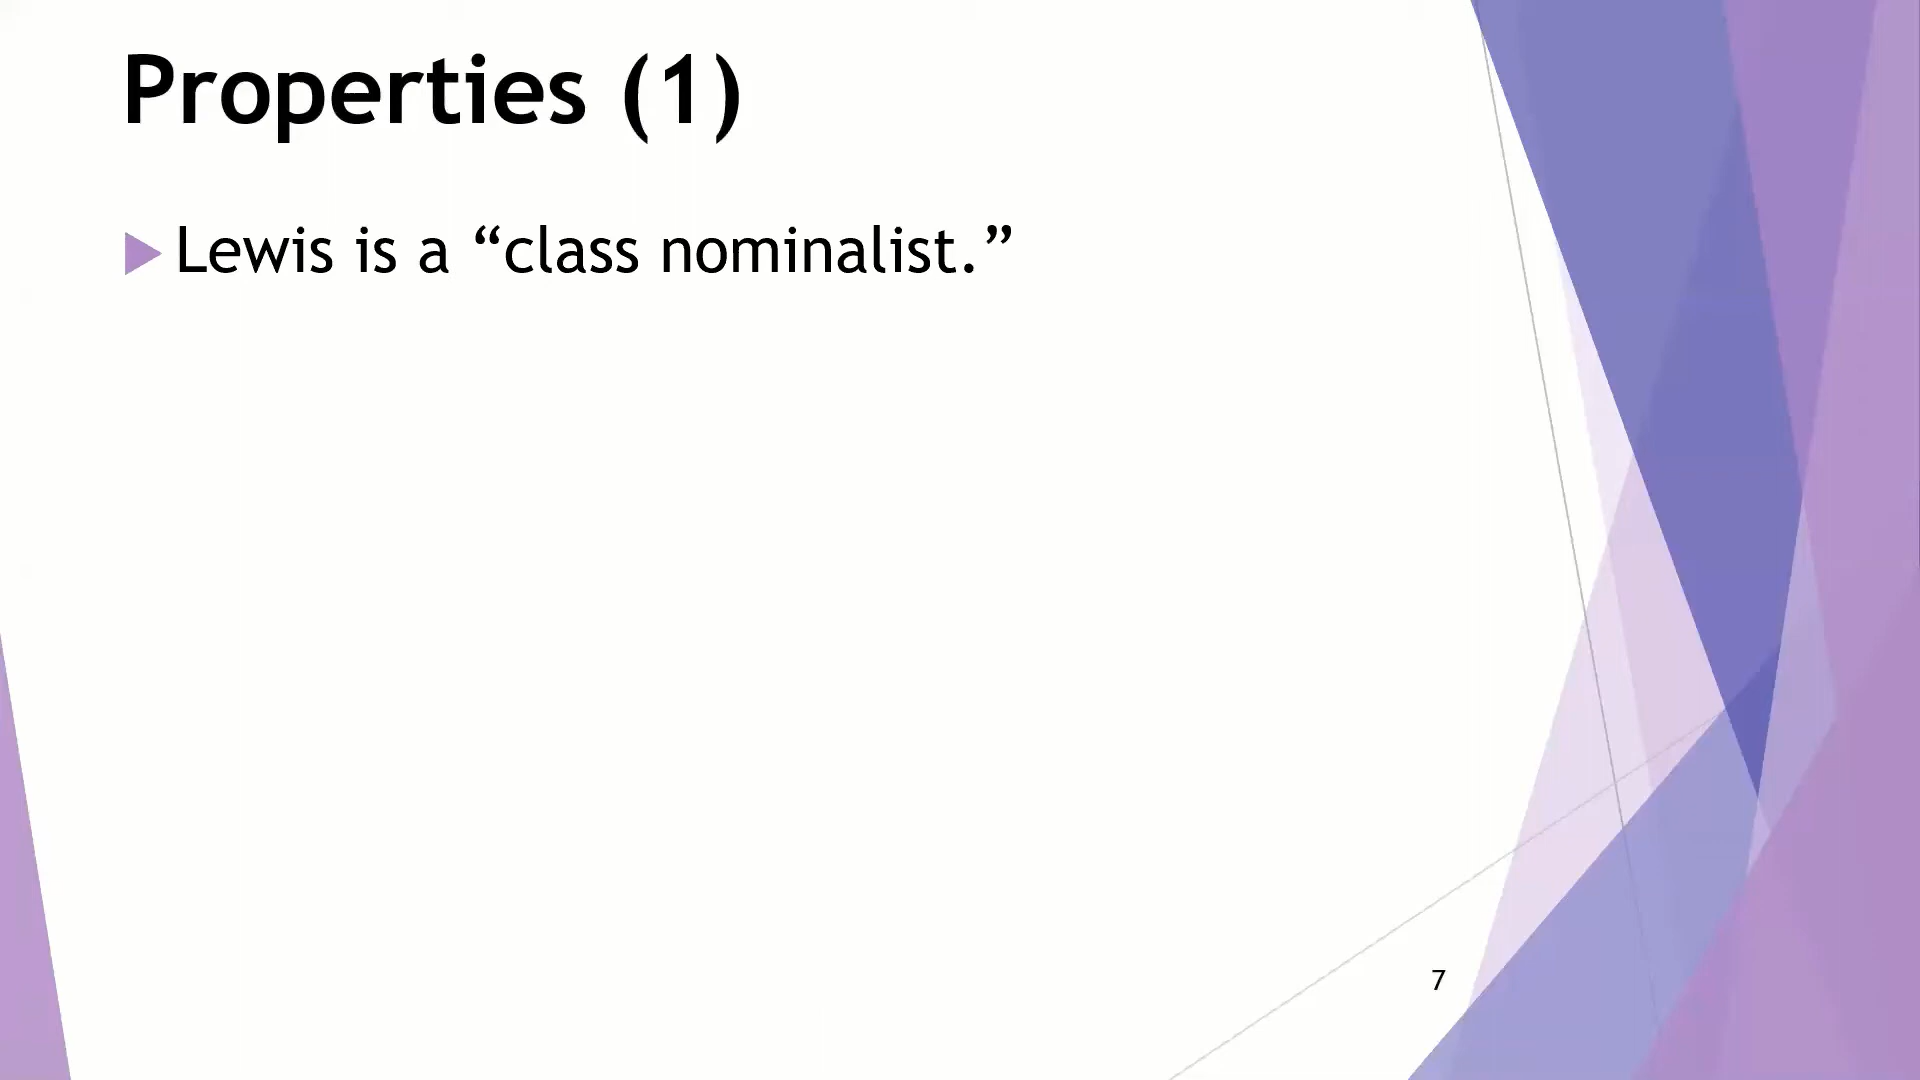 Properties (1)
Lewis is a “class nominalist.”
7